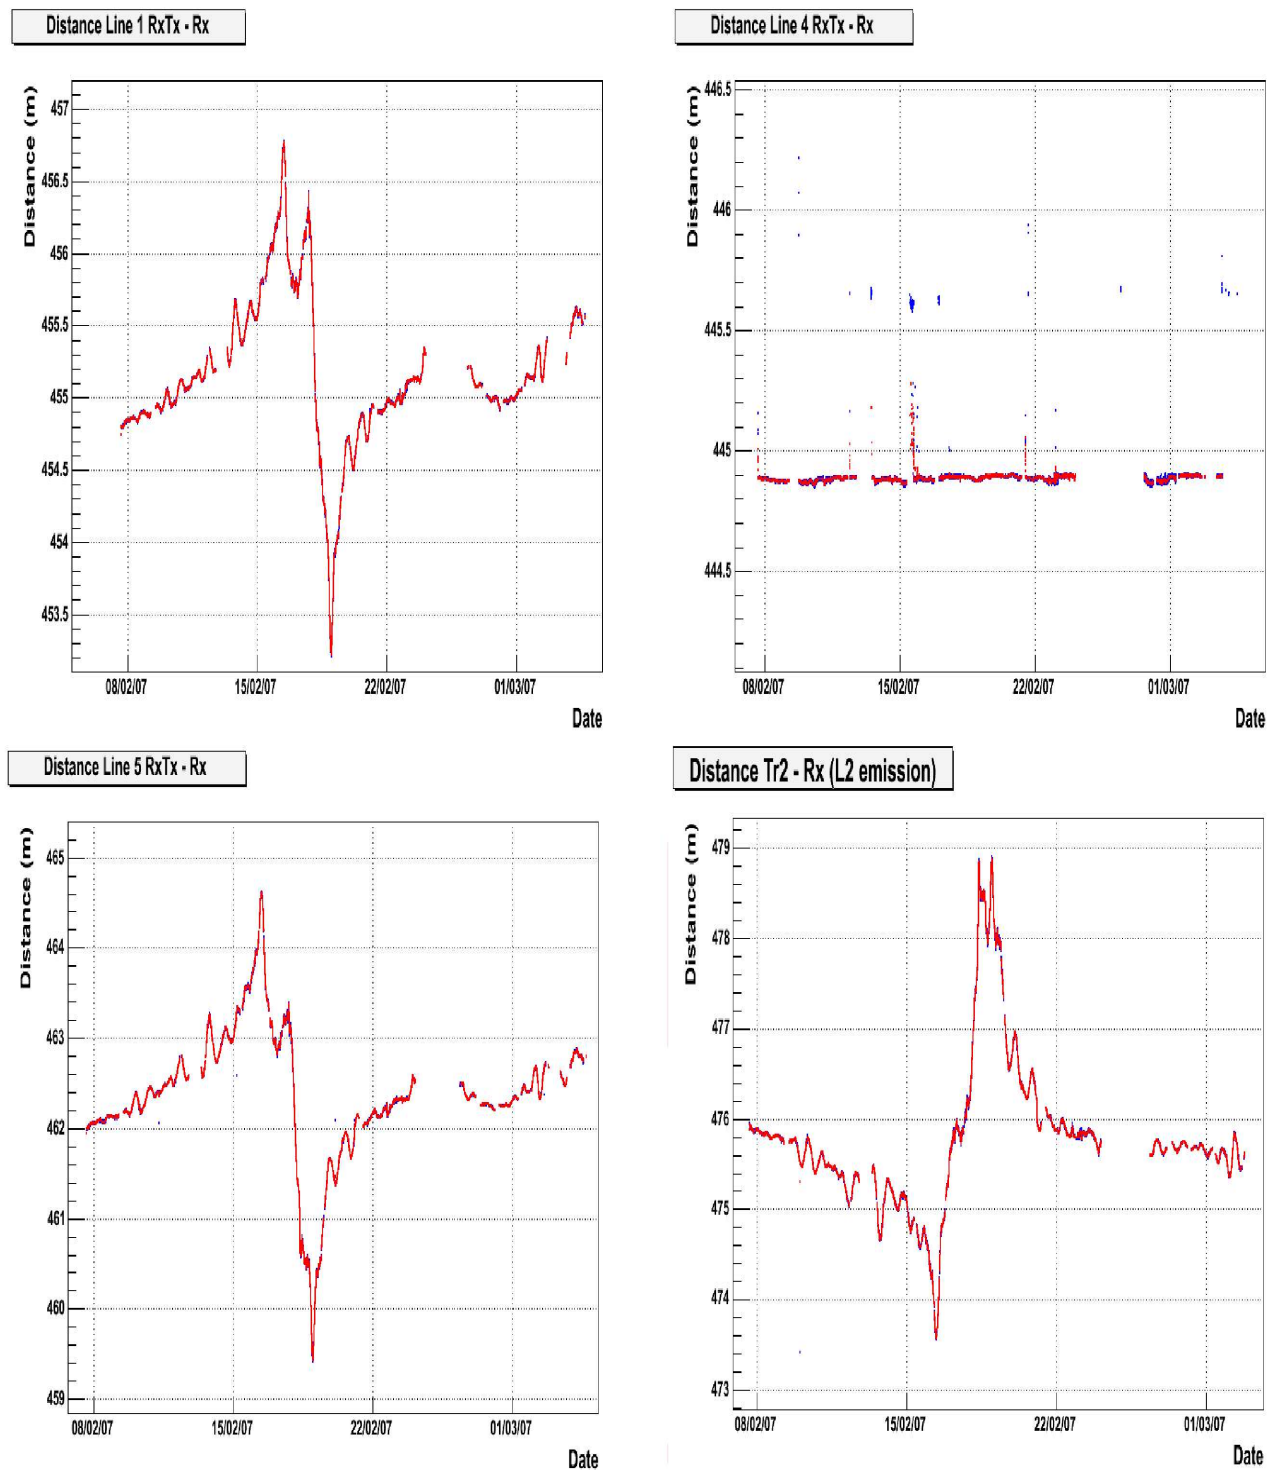 Distance Line 1 RxTx - Rx
Distance (m)
457
456.5
456
455.5
455
454.5
454
453.5
08/02/07 15/02/07 22/02/07 01/03/07
Date
Distance Line 4 RxTx - Rx
Distance (m)
446.5
446
445.5
445
444.5
08/02/07 15/02/07 22/02/07 01/03/07
Date
Distance Line 5 RxTx - Rx
Distance (m)
465
464
463
462
461
460
459
08/02/07 15/02/07 22/02/07 01/03/07
Date
Distance Tr2 - Rx (L2 emission)
Distance (m)
479
478
477
476
475
474
473
08/02/07 15/02/07 22/02/07 01/03/07
Date